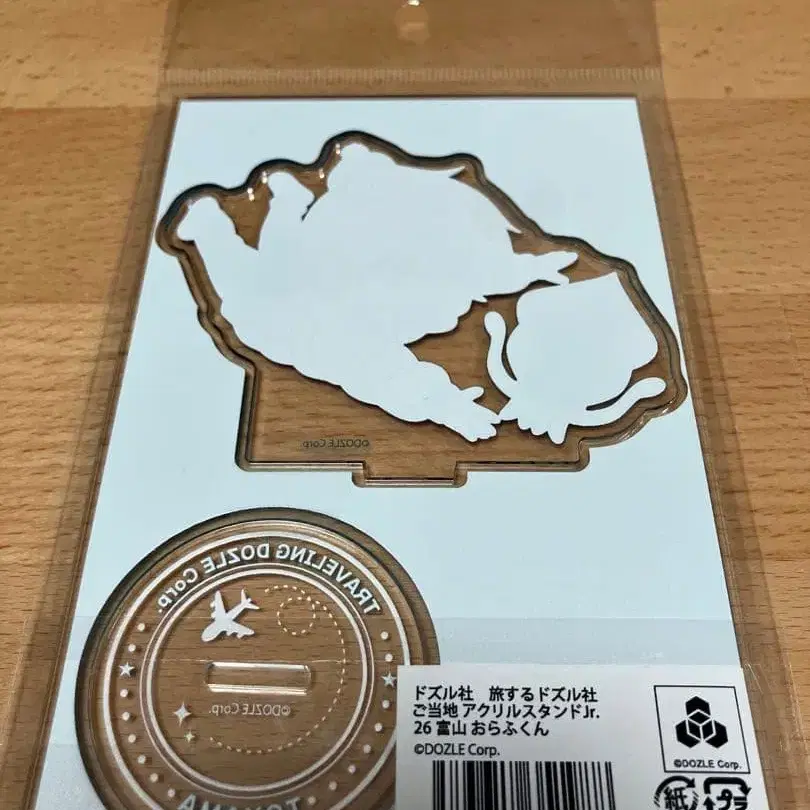 ©DOZLE Corp.
TRAVELING DOZLE Corp.
©DOZLE Corp.
TOYAMA
ドズル社 旅するドズル社
ご当地 アクリルスタンドJr.
26 富山 おらふくん
©DOZLE Corp.
©DOZLE Corp.
紙